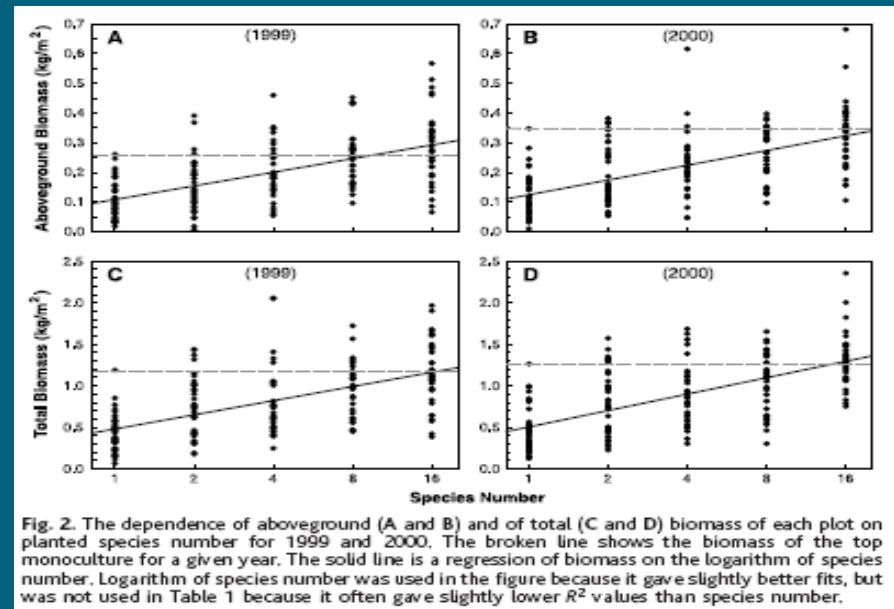 A
(1999)
B
(2000)
Aboveground Biomass (kg/m²)
0.7
0.6
0.5
0.4
0.3
0.2
0.1
0.0
0.7
0.6
0.5
0.4
0.3
0.2
0.1
0.0
C
(1999)
D
(2000)
Total Biomass (kg/m²)
2.5
2.0
1.5
1.0
0.5
0.0
2.5
2.0
1.5
1.0
0.5
0.0
1 2 4 8 16
1 2 4 8 16
Species Number
Fig. 2. The dependence of aboveground (A and B) and of total (C and D) biomass of each plot on
planted species number for 1999 and 2000. The broken line shows the biomass of the top
monoculture for a given year. The solid line is a regression of biomass on the logarithm of species
number. Logarithm of species number was used in the figure because it gave slightly better fits, but
was not used in Table 1 because it often gave slightly lower R² values than species number.